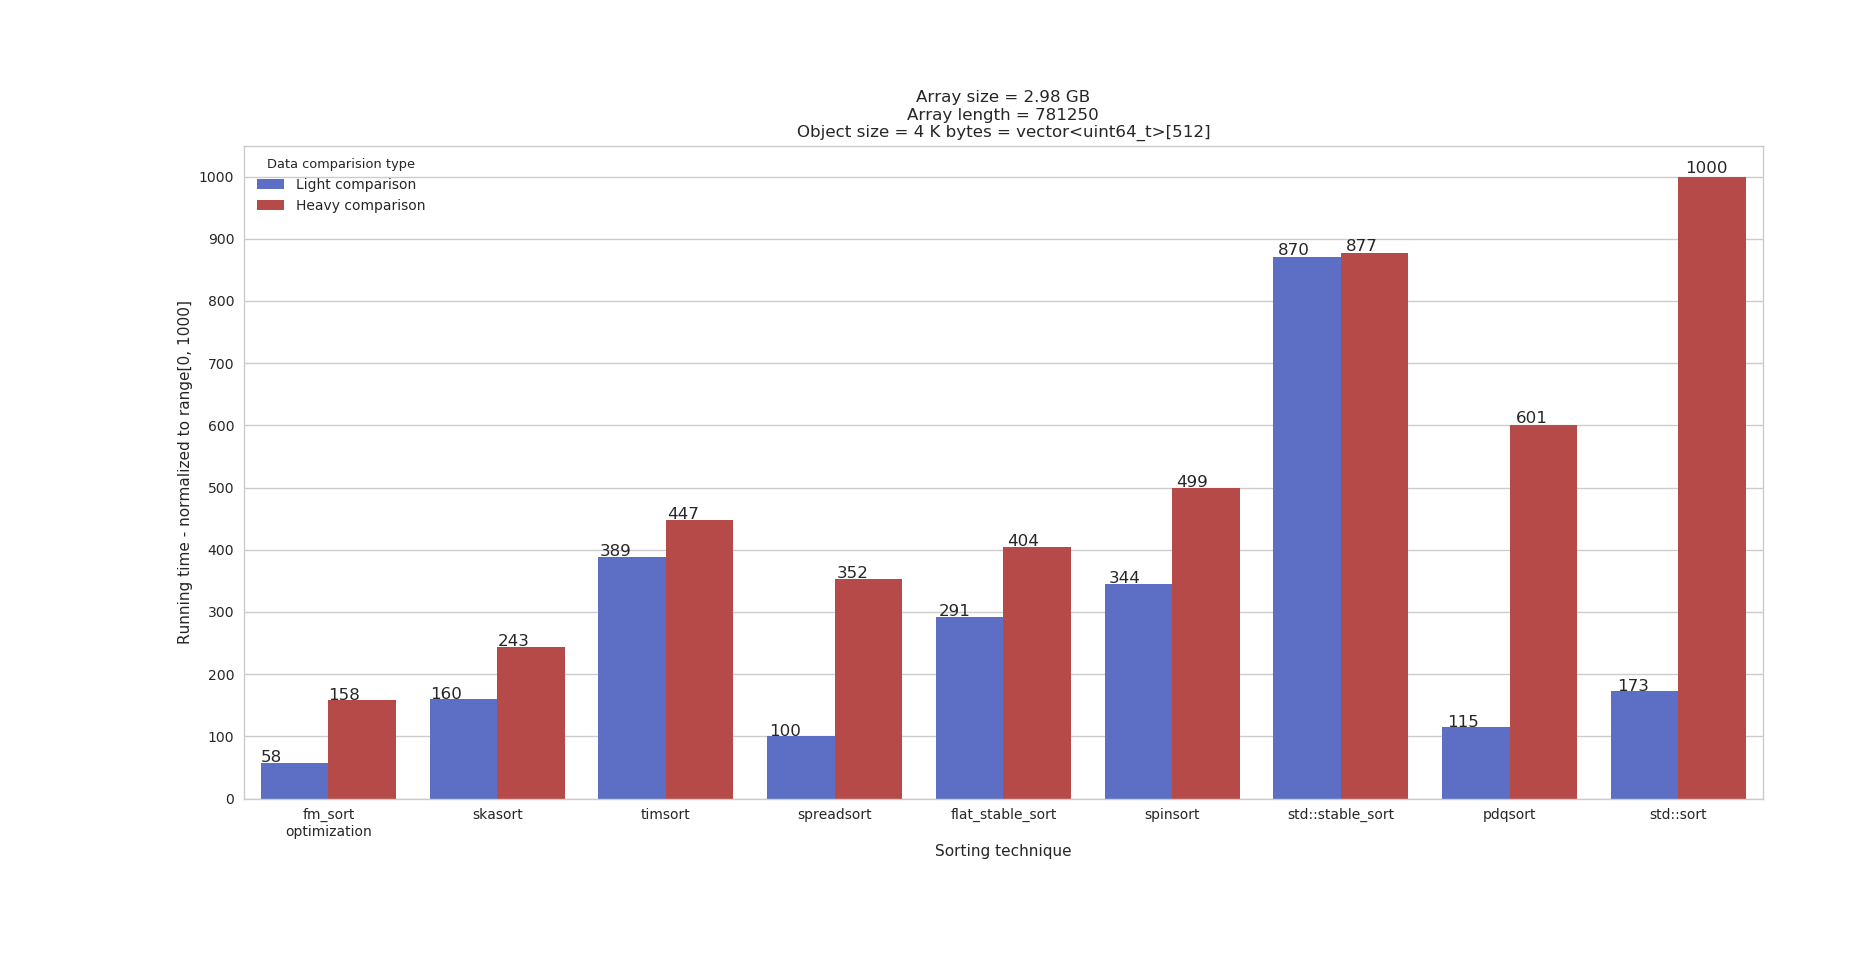 Array size = 2.98 GB
Array length = 781250
Object size = 4 K bytes = vector<uint64_t>[512]
Data comparision type
Light comparison
Heavy comparison
Running time - normalized to range[0, 1000]
1000
900
800
700
600
500
400
300
200
100
0
58
158
160
243
389
447
100
352
291
404
344
499
870
877
115
601
173
1000
fm_sort
optimization
skasort
timsort
spreadsort
flat_stable_sort
spinsort
std::stable_sort
pdqsort
std::sort
Sorting technique